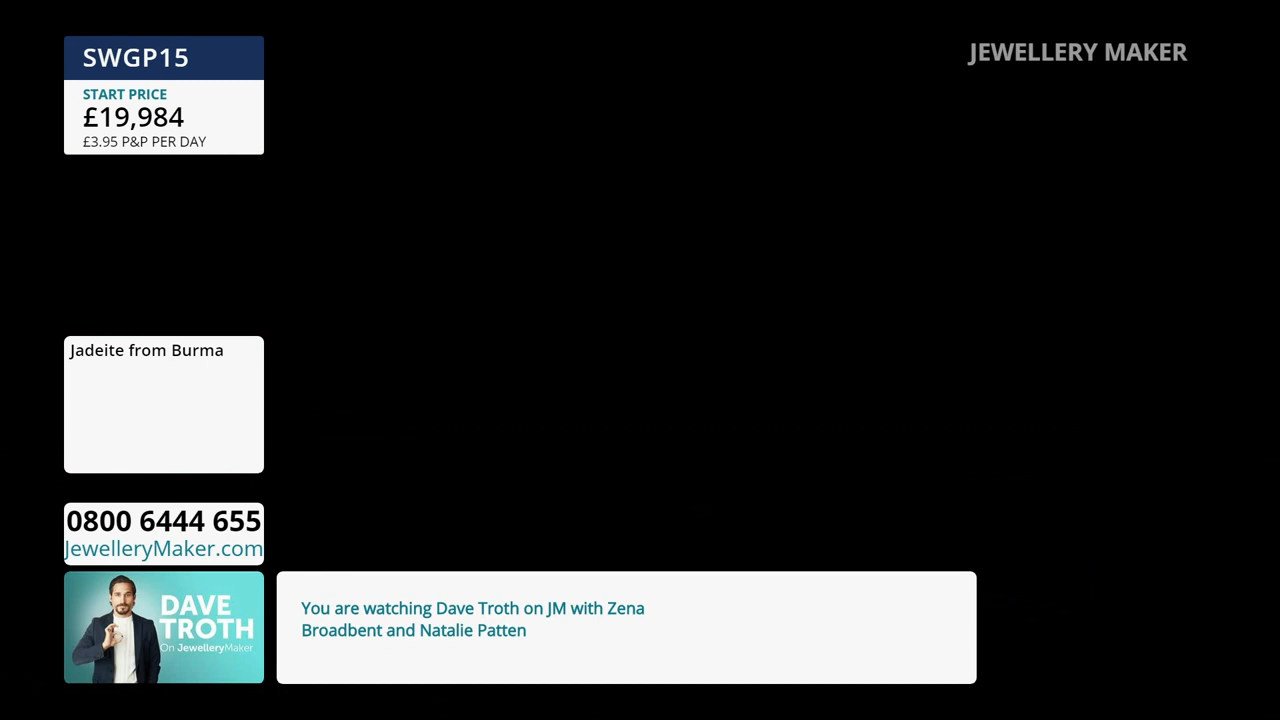 SWGP15
START PRICE
£19,984
£3.95 P&P PER DAY
JEWELLERY MAKER
Jadeite from Burma
0800 6444 655
JewelleryMaker.com
DAVE
TROTH
On JewelleryMaker
You are watching Dave Troth on JM with Zena
Broadbent and Natalie Patten